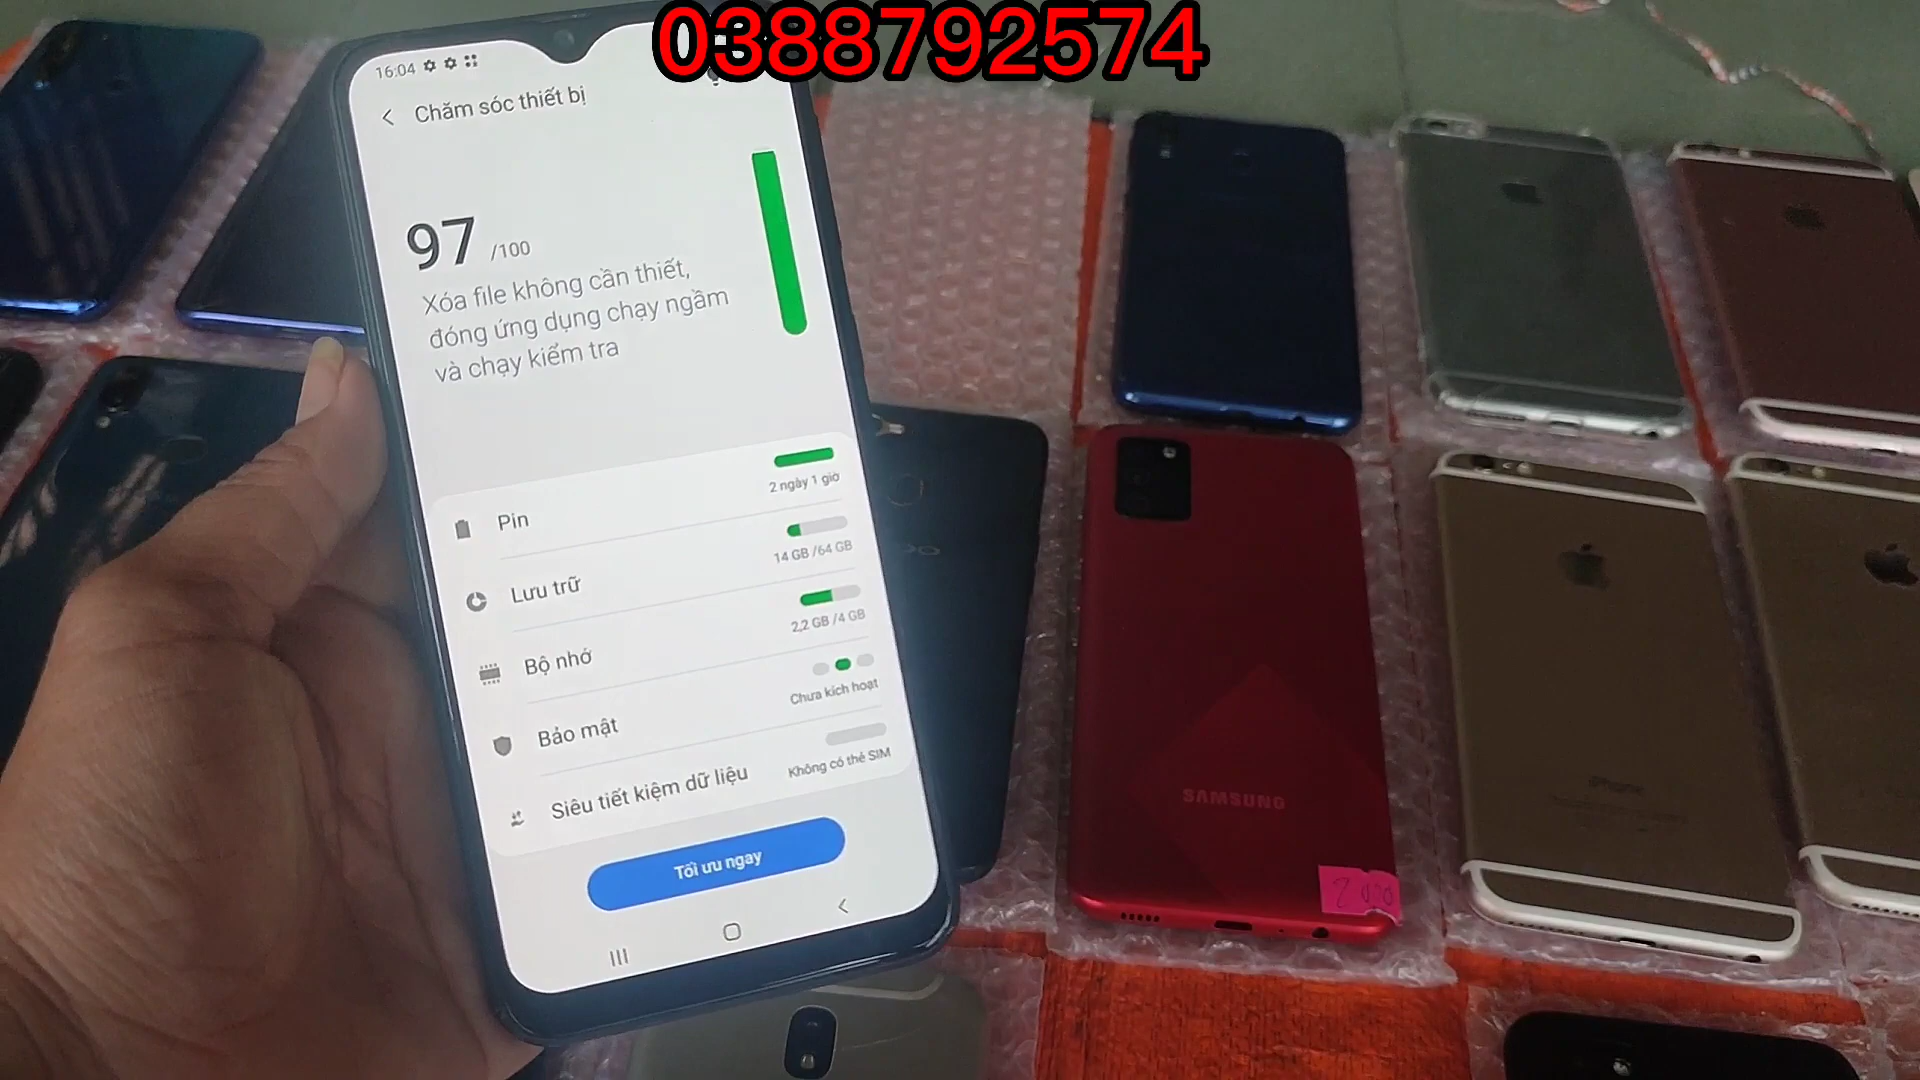 0388792574
16:04
Chăm sóc thiết bị
97 /100
Xóa file không cần thiết,
đóng ứng dụng chạy ngầm
và chạy kiểm tra
Pin
2 ngày 1 giờ
Lưu trữ
14 GB /64 GB
Bộ nhớ
2,2 GB /4 GB
Bảo mật
Chưa kích hoạt
Siêu tiết kiệm dữ liệu
Không có thẻ SIM
Tối ưu ngay
SAMSUNG
iPhone